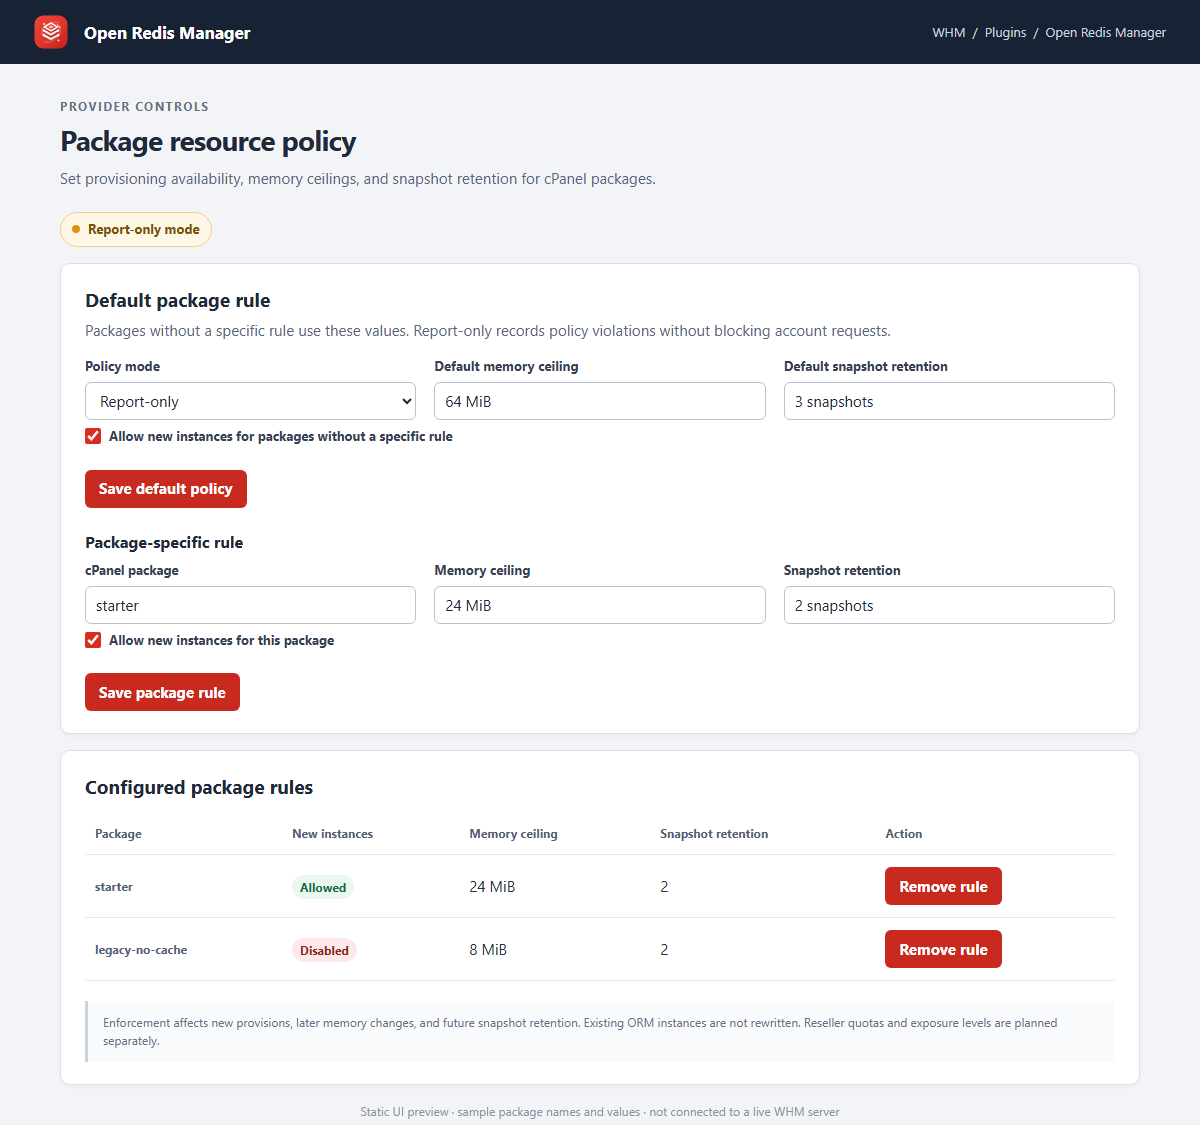 Open Redis Manager
WHM / Plugins / Open Redis Manager
PROVIDER CONTROLS
Package resource policy
Set provisioning availability, memory ceilings, and snapshot retention for cPanel packages.
Report-only mode
Default package rule
Packages without a specific rule use these values. Report-only records policy violations without blocking account requests.
Policy mode Default memory ceiling Default snapshot retention
Report-only 64 MiB 3 snapshots
Allow new instances for packages without a specific rule
Save default policy
Package-specific rule
cPanel package Memory ceiling Snapshot retention
starter 24 MiB 2 snapshots
Allow new instances for this package
Save package rule
Configured package rules
Package New instances Memory ceiling Snapshot retention Action
starter Allowed 24 MiB 2 Remove rule
legacy-no-cache Disabled 8 MiB 2 Remove rule
Enforcement affects new provisions, later memory changes, and future snapshot retention. Existing ORM instances are not rewritten. Reseller quotas and exposure levels are planned
separately.
Static UI preview · sample package names and values · not connected to a live WHM server